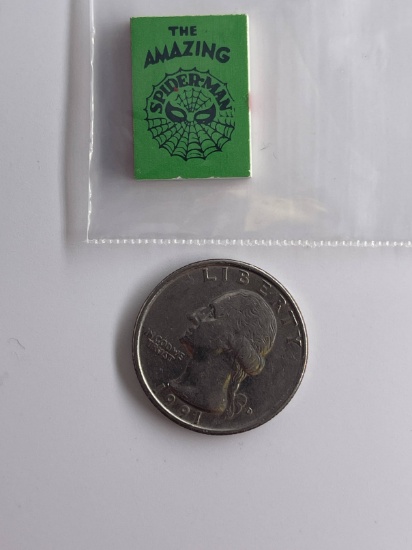 THE
AMAZING
SPIDER-MAN
LIBERTY
IN GOD WE
TRUST
P
1991